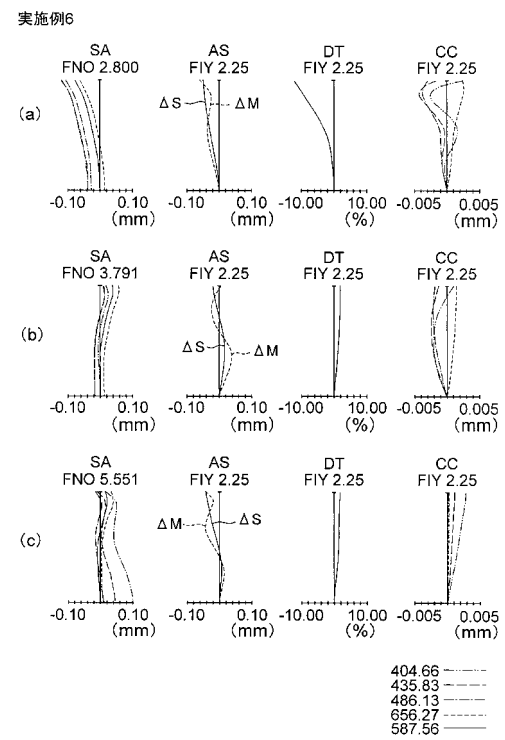 実施例6
SA AS DT CC
FNO 2.800 FIY 2.25 FIY 2.25 FIY 2.25
(a)
ΔS ΔM
-0.10 0.10 -0.10 0.10 -10.00 10.00 -0.005 0.005
(mm) (mm) (%) (mm)
SA AS DT CC
FNO 3.791 FIY 2.25 FIY 2.25 FIY 2.25
(b)
ΔS ΔM
-0.10 0.10 -0.10 0.10 -10.00 10.00 -0.005 0.005
(mm) (mm) (%) (mm)
SA AS DT CC
FNO 5.551 FIY 2.25 FIY 2.25 FIY 2.25
(c)
ΔM ΔS
-0.10 0.10 -0.10 0.10 -10.00 10.00 -0.005 0.005
(mm) (mm) (%) (mm)
404.66
435.83
486.13
656.27
587.56